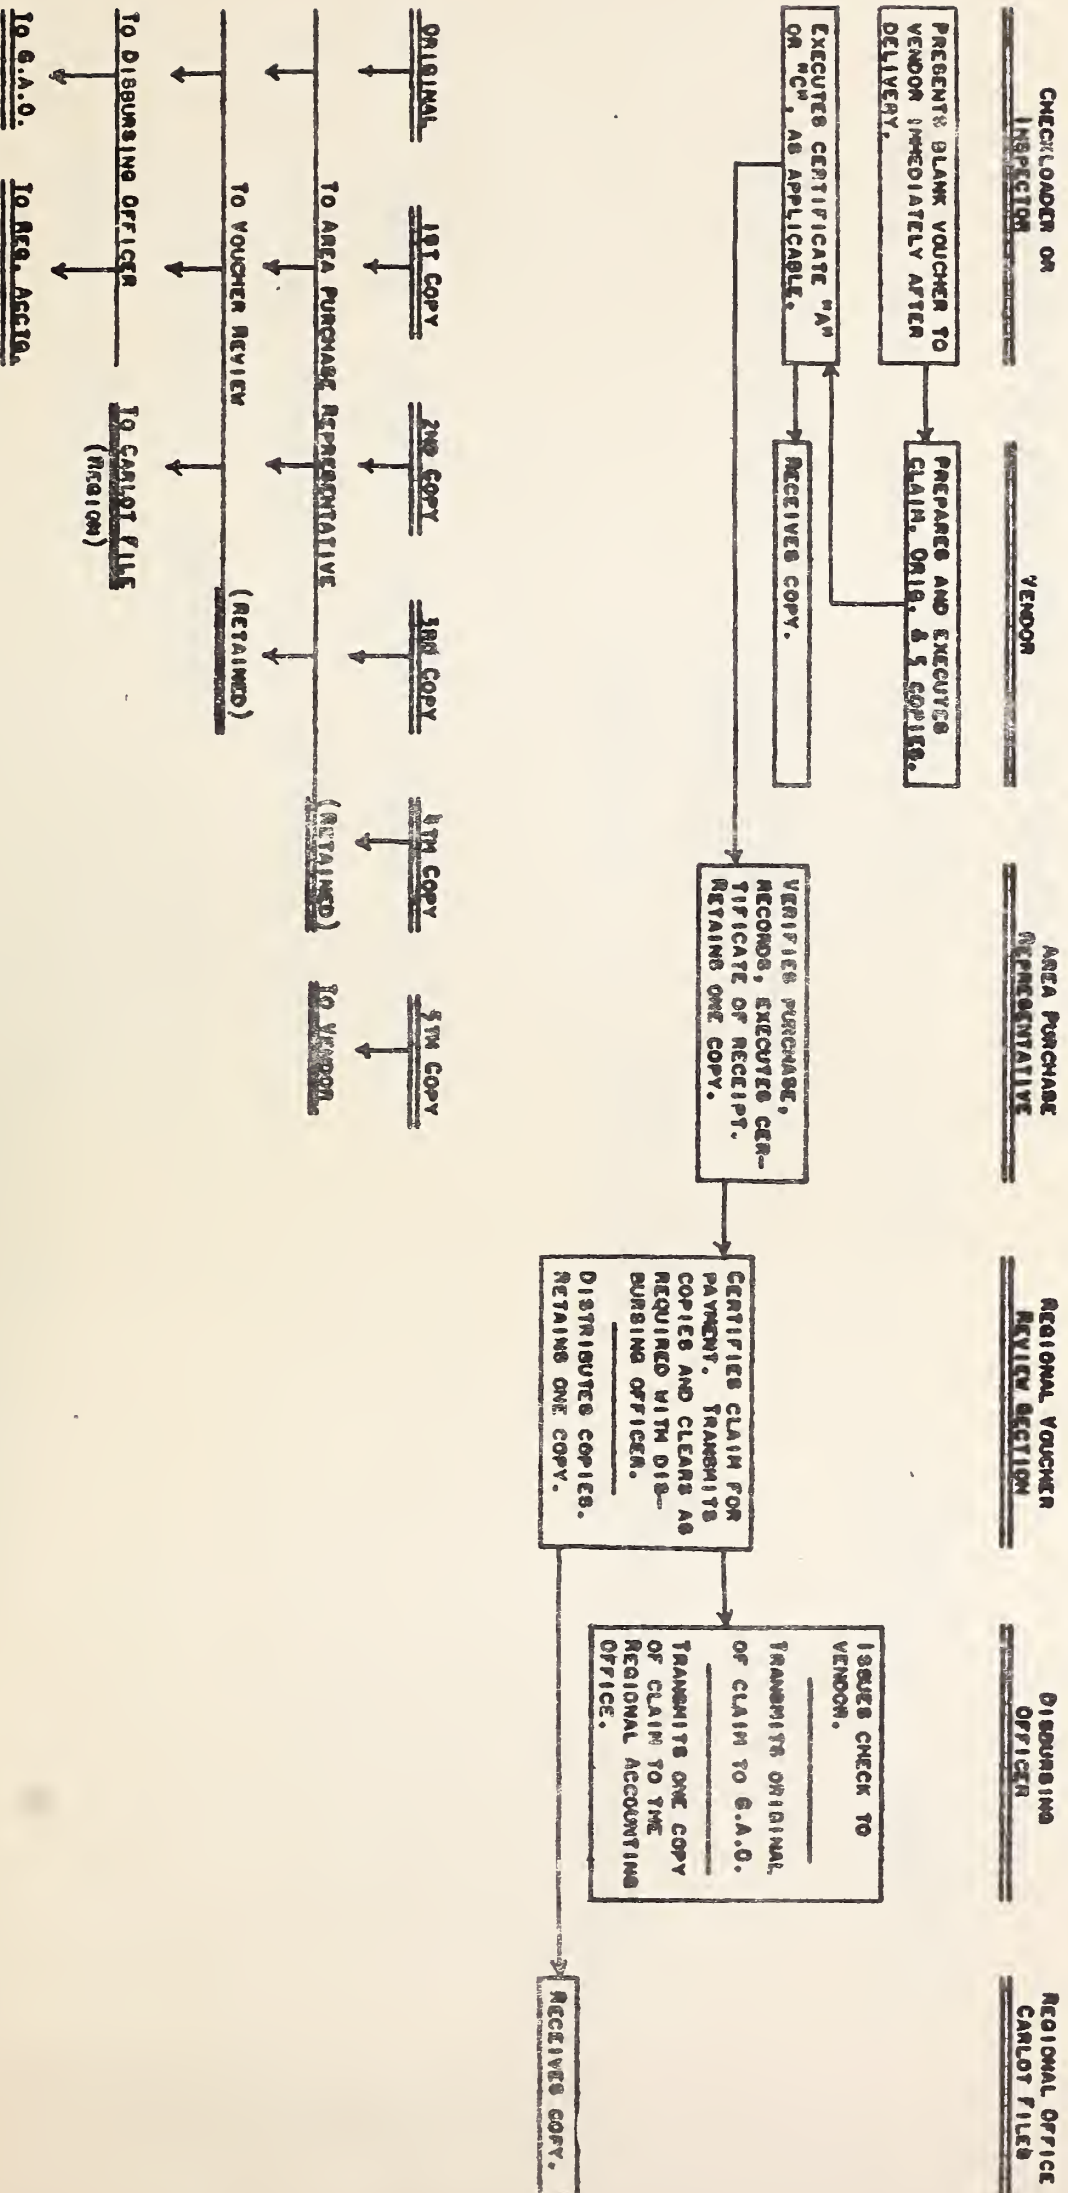 CHECKLOADER OR
INSPECTOR
VENDOR
AREA PURCHASE
REPRESENTATIVE
REGIONAL VOUCHER
REVIEW SECTION
DISBURSING
OFFICER
REGIONAL OFFICE
CARLOT FILES
PRESENTS BLANK VOUCHER TO
VENDOR IMMEDIATELY AFTER
DELIVERY.
PREPARES AND EXECUTES
CLAIM, ORIG. & 5 COPIES.
EXECUTES CERTIFICATE "A"
OR "C", AS APPLICABLE.
RECEIVES COPY.
VERIFIES PURCHASE,
RECORDS, EXECUTES CER-
TIFICATE OF RECEIPT.
RETAINS ONE COPY.
CERTIFIES CLAIM FOR
PAYMENT. TRANSMITS
COPIES AND CLEARS AS
REQUIRED WITH DIS-
BURSING OFFICER.
DISTRIBUTES COPIES.
RETAINS ONE COPY.
ISSUES CHECK TO
VENDOR.
TRANSMITS ORIGINAL
OF CLAIM TO G.A.O.
TRANSMITS ONE COPY
OF CLAIM TO THE
REGIONAL ACCOUNTING
OFFICE.
RECEIVES COPY.
ORIGINAL
1ST COPY
2ND COPY
3RD COPY
4TH COPY
5TH COPY
TO AREA PURCHASE REPRESENTATIVE
(RETAINED)
TO VENDOR
TO VOUCHER REVIEW
(RETAINED)
TO DISBURSING OFFICER
TO CARLOT FILE
(REGION)
TO G.A.O.
TO REG. ACCTG.